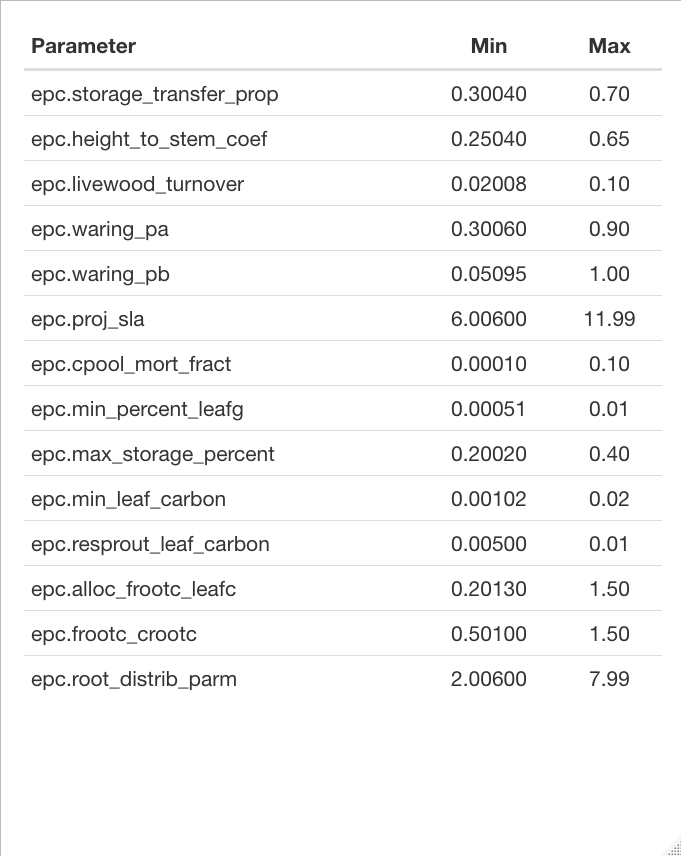 Parameter Min Max
epc.storage_transfer_prop 0.30040 0.70
epc.height_to_stem_coef 0.25040 0.65
epc.livewood_turnover 0.02008 0.10
epc.waring_pa 0.30060 0.90
epc.waring_pb 0.05095 1.00
epc.proj_sla 6.00600 11.99
epc.cpool_mort_fract 0.00010 0.10
epc.min_percent_leafg 0.00051 0.01
epc.max_storage_percent 0.20020 0.40
epc.min_leaf_carbon 0.00102 0.02
epc.resprout_leaf_carbon 0.00500 0.01
epc.alloc_frootc_leafc 0.20130 1.50
epc.frootc_crootc 0.50100 1.50
epc.root_distrib_parm 2.00600 7.99